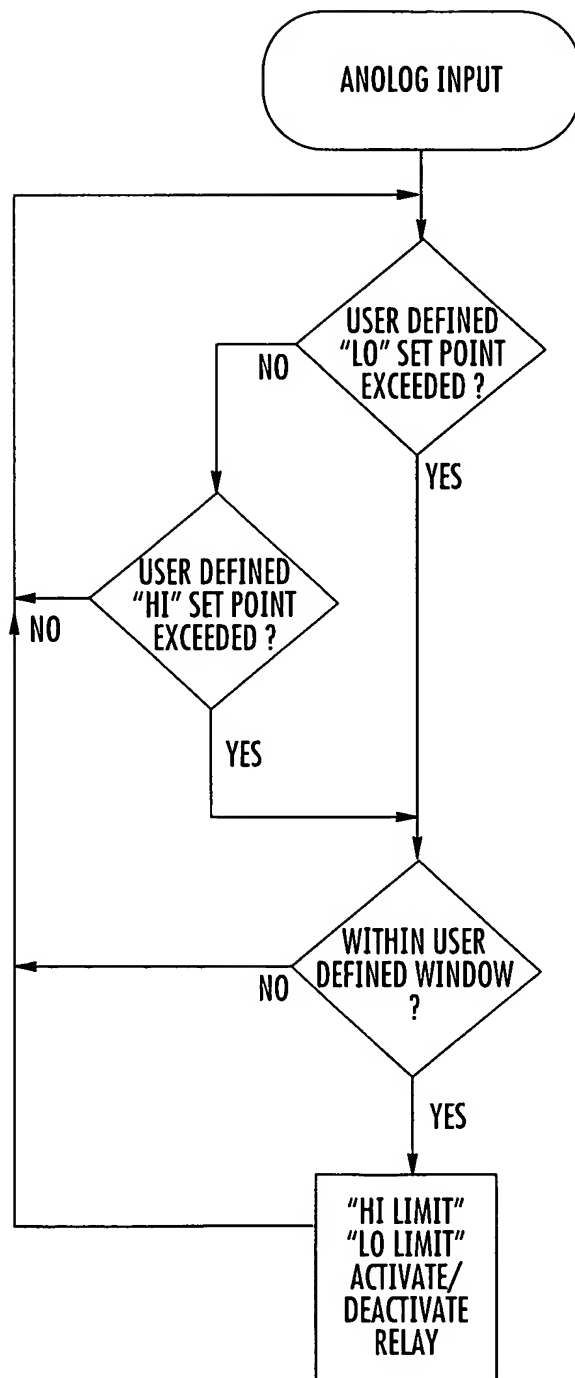 ANOLOG INPUT
USER DEFINED
“LO” SET POINT
EXCEEDED ?
NO
YES
USER DEFINED
“HI” SET POINT
EXCEEDED ?
NO
YES
WITHIN USER
DEFINED WINDOW
?
NO
YES
“HI LIMIT”
“LO LIMIT”
ACTIVATE/
DEACTIVATE
RELAY